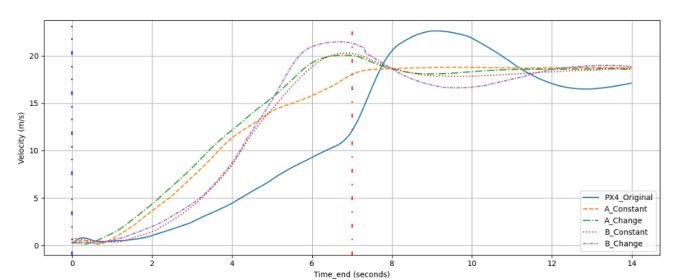 Velocity (m/s)
20
15
10
5
0
0
2
4
6
8
10
12
14
Time_end (seconds)
PX4_Original
A_Constant
A_Change
B_Constant
B_Change